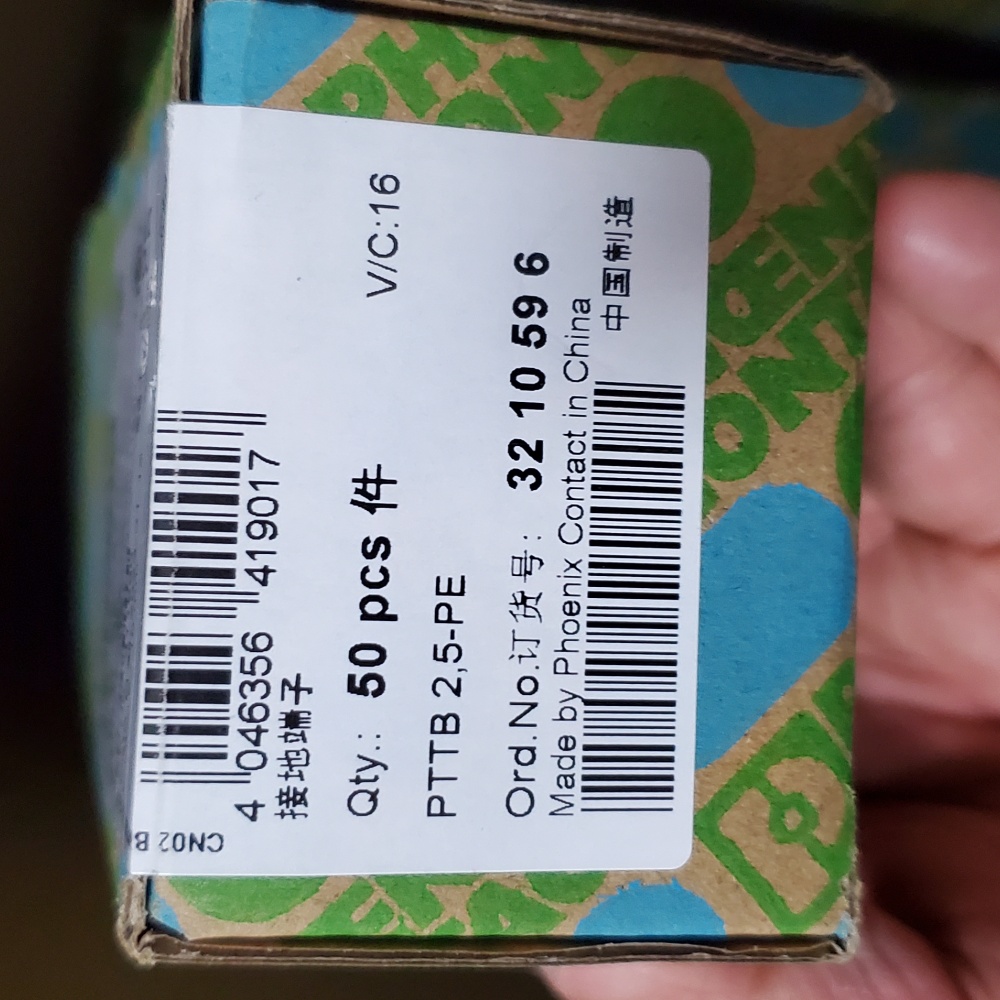 4 046356 419017
接地端子
Qty.: 50 pcs 件
V/C:16
PTTB 2,5-PE
Ord.No.订货号: 32 10 59 6
Made by Phoenix Contact in China
中国制造
CN02 B